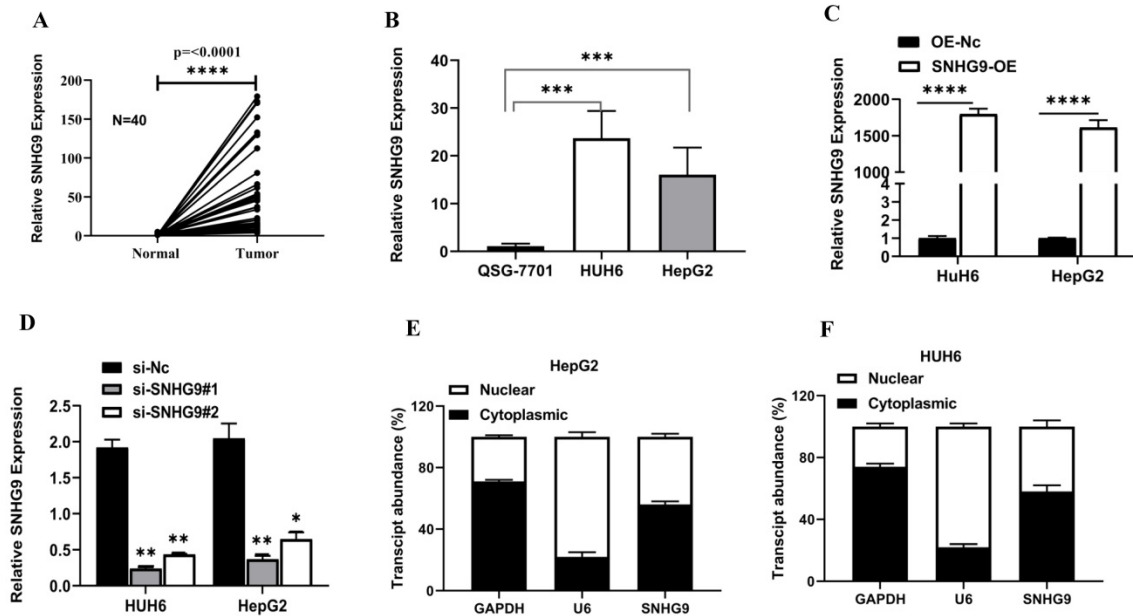 A
p=<0.0001
****
Relative SNHG9 Expression
200
150
100
50
0
N=40
Normal
Tumor
B
Realative SNHG9 Expression
40
30
20
10
0
***
***
QSG-7701
HUH6
HepG2
C
OE-Nc
SNHG9-OE
Relative SNHG9 Expression
2000
1500
1000
4
3
2
1
0
****
****
HuH6
HepG2
D
si-Nc
si-SNHG9#1
si-SNHG9#2
Relative SNHG9 Expression
2.5
2.0
1.5
1.0
0.5
0.0
**
**
**
*
HUH6
HepG2
E
HepG2
Nuclear
Cytoplasmic
Transcipt abundance (%)
120
80
40
0
GAPDH
U6
SNHG9
F
HUH6
Nuclear
Cytoplasmic
Transcipt abundance (%)
120
80
40
0
GAPDH
U6
SNHG9